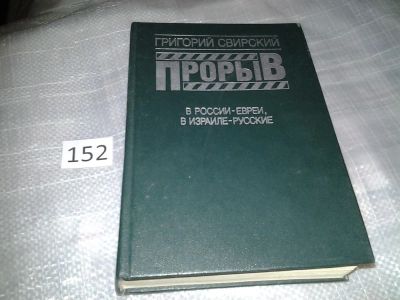 ГРИГОРИЙ СВИРСКИЙ
ПРОРЫВ
В РОССИИ-ЕВРЕИ,
В ИЗРАИЛЕ-РУССКИЕ
152